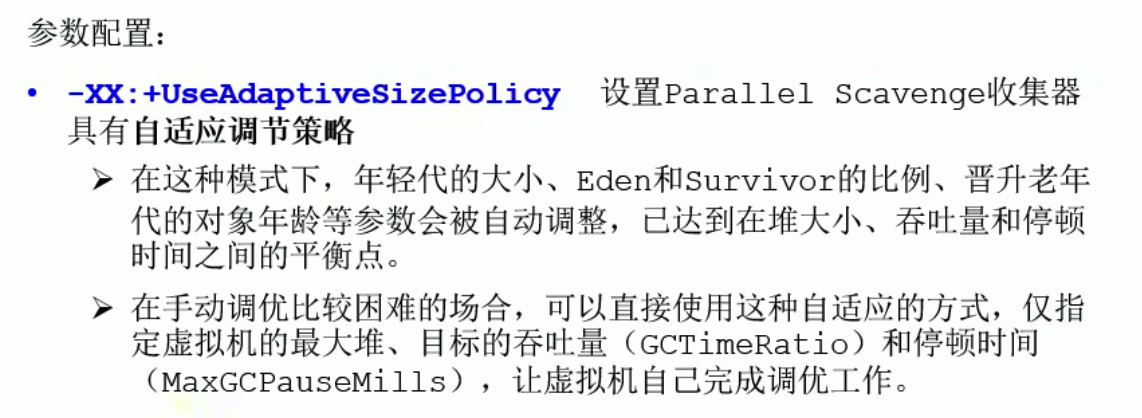 参数配置：
• -XX:+UseAdaptiveSizePolicy 设置Parallel Scavenge收集器
具有自适应调节策略
➢ 在这种模式下，年轻代的大小、Eden和Survivor的比例、晋升老年
代的对象年龄等参数会被自动调整，已达到在堆大小、吞吐量和停顿
时间之间的平衡点。
➢ 在手动调优比较困难的场合，可以直接使用这种自适应的方式，仅指
定虚拟机的最大堆、目标的吞吐量（GCTimeRatio）和停顿时间
（MaxGCPauseMills），让虚拟机自己完成调优工作。